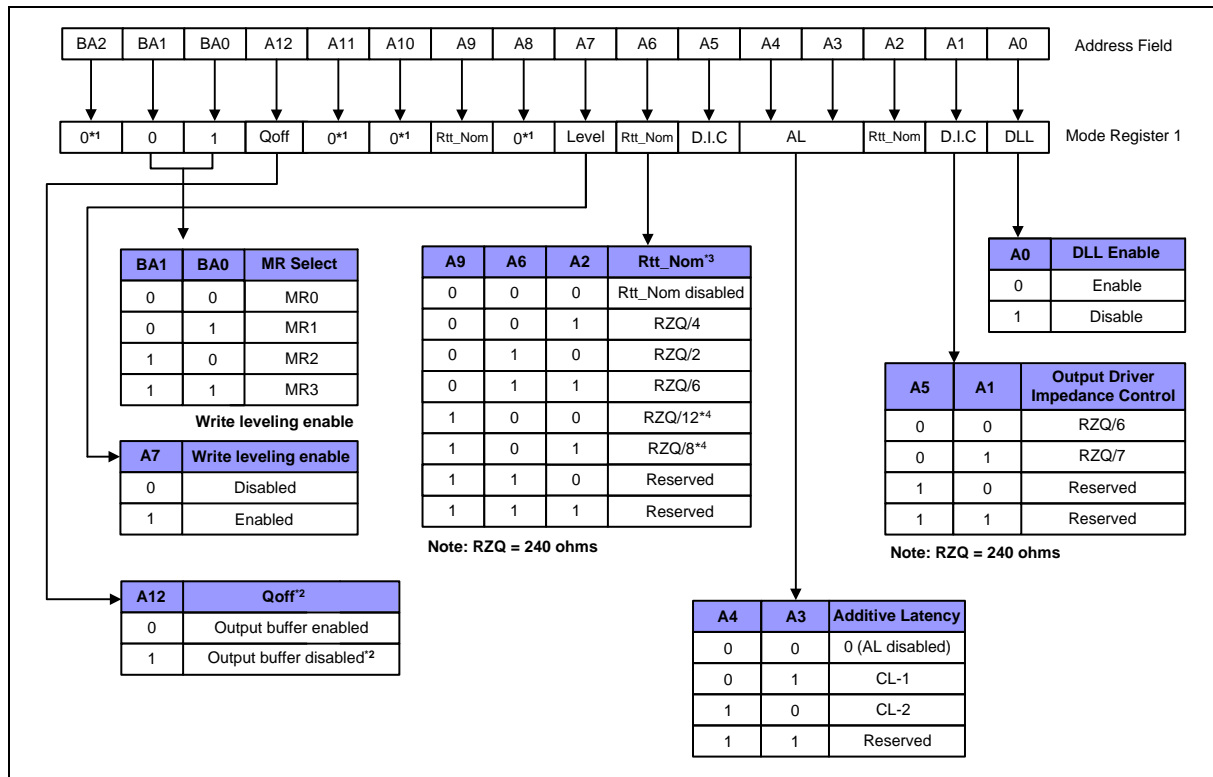 BA2 BA1 BA0 A12 A11 A10 A9 A8 A7 A6 A5 A4 A3 A2 A1 A0 Address Field
0*1 0 1 Qoff 0*1 0*1 Rtt_Nom 0*1 Level Rtt_Nom D.I.C AL Rtt_Nom D.I.C DLL Mode Register 1
BA1 BA0 MR Select
0 0 MR0
0 1 MR1
1 0 MR2
1 1 MR3
Write leveling enable
A7 Write leveling enable
0 Disabled
1 Enabled
A12 Qoff*2
0 Output buffer enabled
1 Output buffer disabled*2
A9 A6 A2 Rtt_Nom*3
0 0 0 Rtt_Nom disabled
0 0 1 RZQ/4
0 1 0 RZQ/2
0 1 1 RZQ/6
1 0 0 RZQ/12*4
1 0 1 RZQ/8*4
1 1 0 Reserved
1 1 1 Reserved
Note: RZQ = 240 ohms
A4 A3 Additive Latency
0 0 0 (AL disabled)
0 1 CL-1
1 0 CL-2
1 1 Reserved
A0 DLL Enable
0 Enable
1 Disable
A5 A1 Output Driver
Impedance Control
0 0 RZQ/6
0 1 RZQ/7
1 0 Reserved
1 1 Reserved
Note: RZQ = 240 ohms